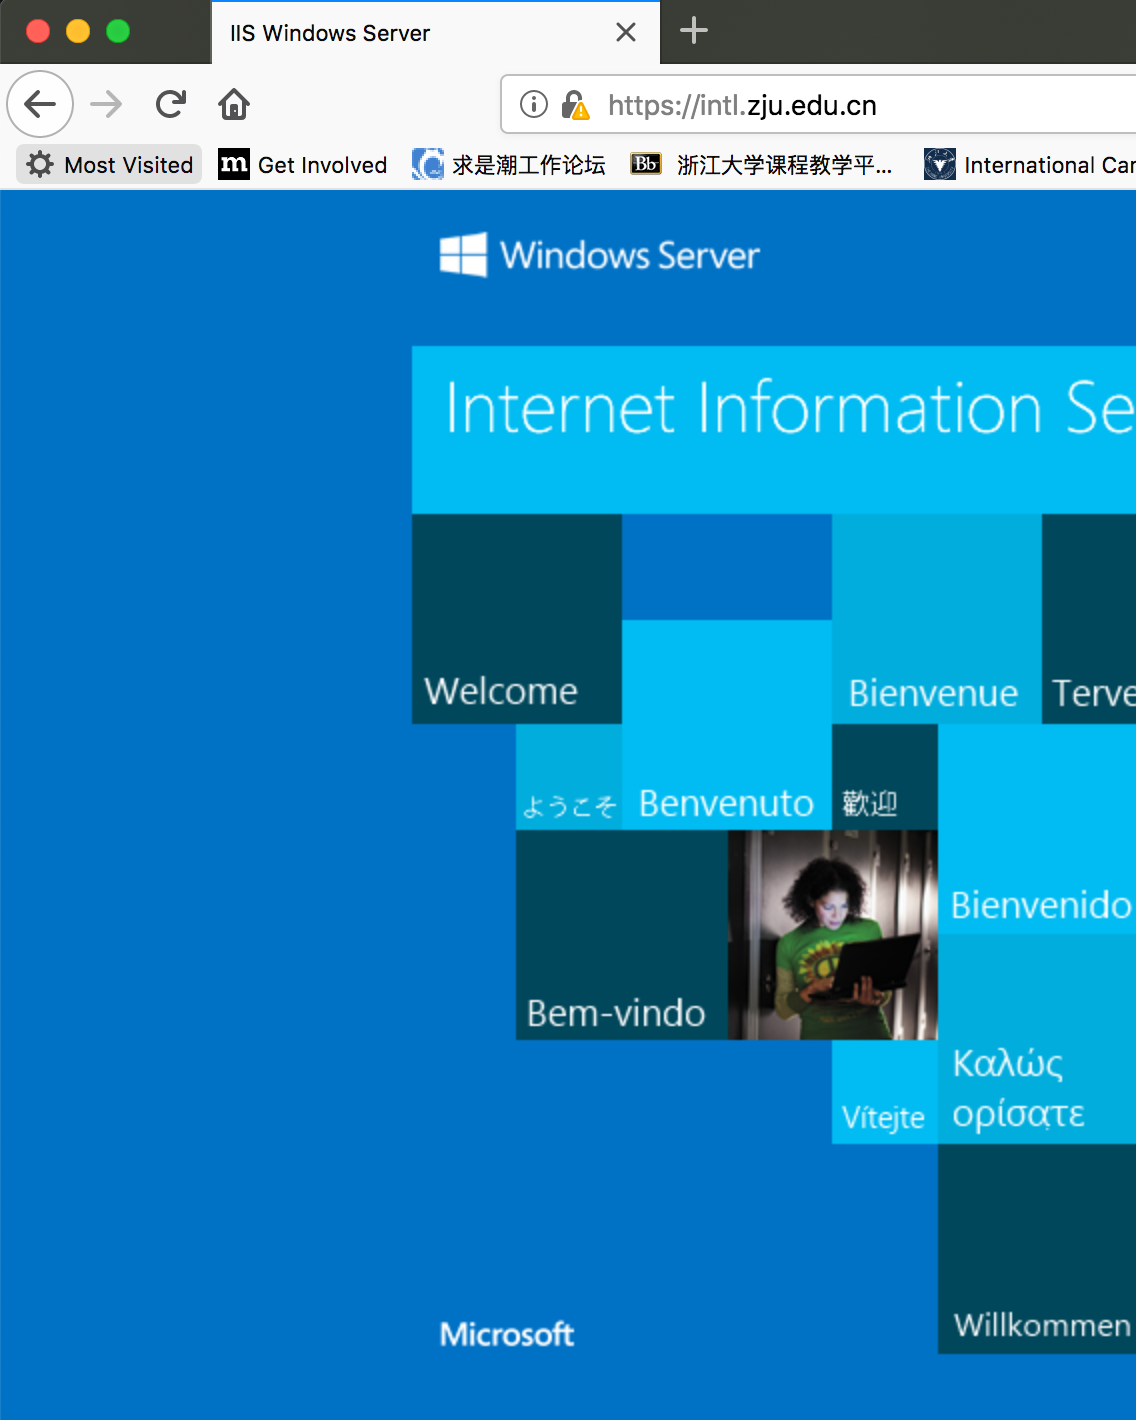 IIS Windows Server
https://intl.zju.edu.cn
Most Visited
Get Involved
求是潮工作论坛
Bb
浙江大学课程教学平...
International Car
Windows Server
Internet Information Se
Welcome
Bienvenue
Terve
ようこそ
Benvenuto
歡迎
Bienvenido
Bem-vindo
Καλώς
ορίσατε
Vítejte
Willkommen
Microsoft